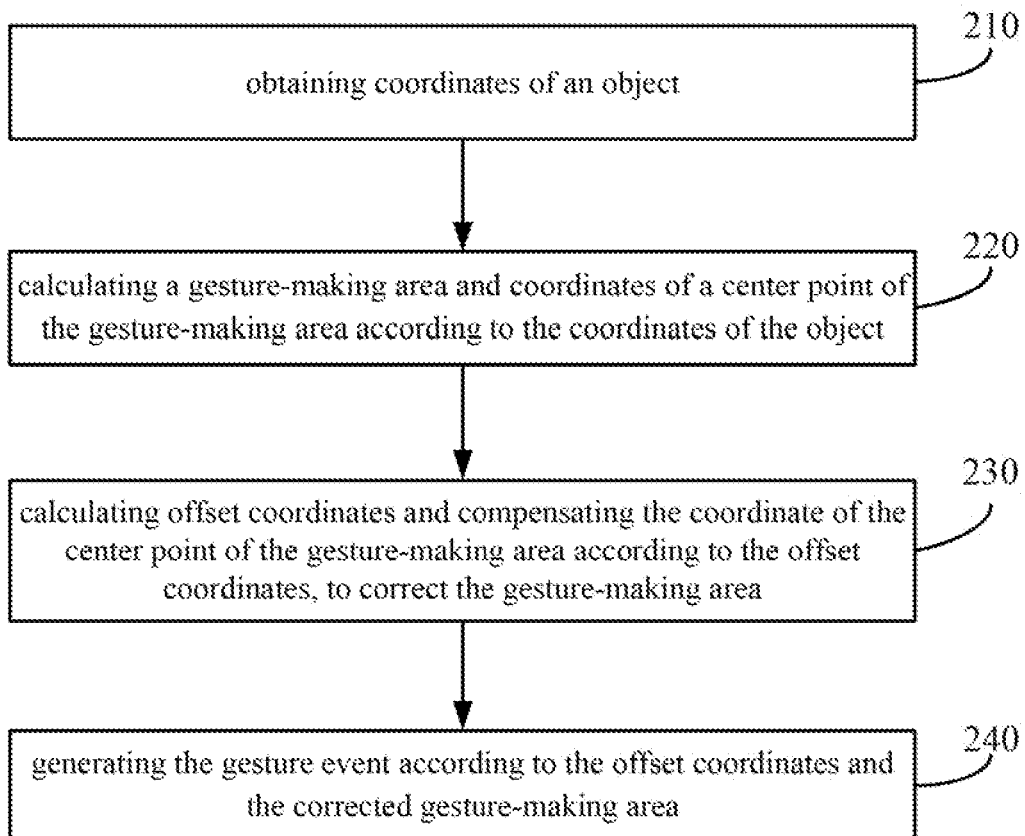 210
obtaining coordinates of an object
220
calculating a gesture-making area and coordinates of a center point of
the gesture-making area according to the coordinates of the object
230
calculating offset coordinates and compensating the coordinate of the
center point of the gesture-making area according to the offset
coordinates, to correct the gesture-making area
240
generating the gesture event according to the offset coordinates and
the corrected gesture-making area